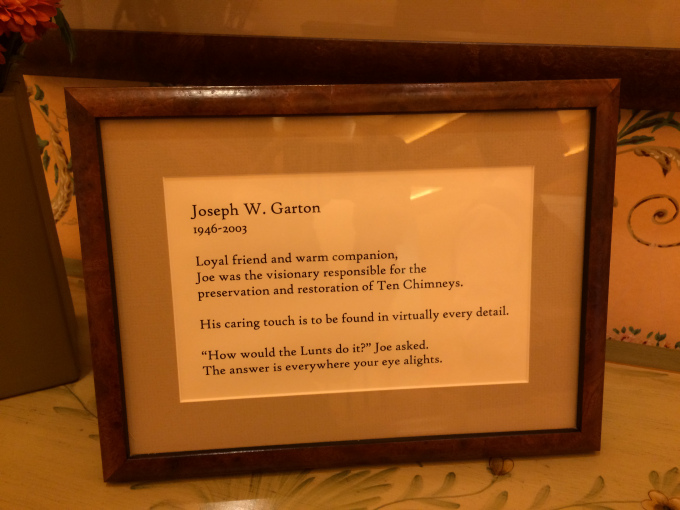 Joseph W. Garton
1946-2003
Loyal friend and warm companion,
Joe was the visionary responsible for the
preservation and restoration of Ten Chimneys.
His caring touch is to be found in virtually every detail.
“How would the Lunts do it?” Joe asked.
The answer is everywhere your eye alights.